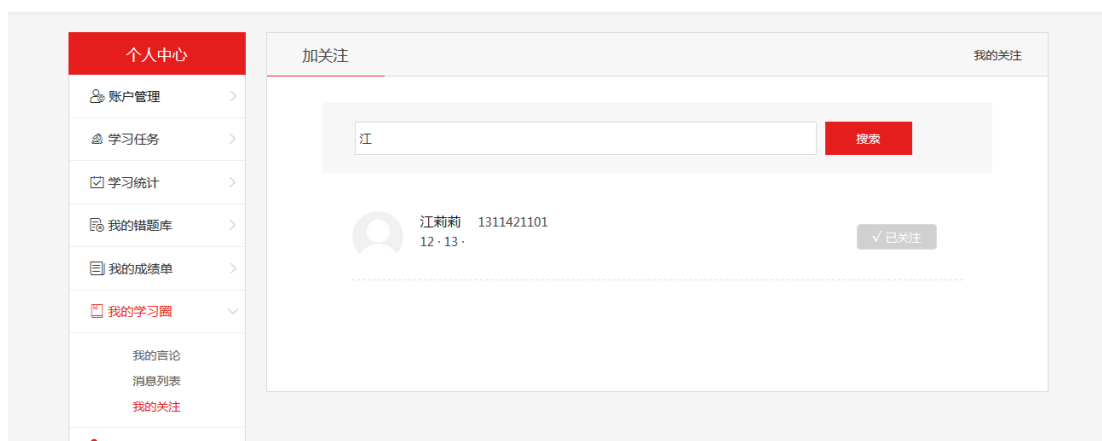 个人中心
账户管理
学习任务
学习统计
我的错题库
我的成绩单
我的学习圈
我的言论
消息列表
我的关注
加关注
我的关注
江
搜索
江莉莉 1311421101
12 · 13 ·
√ 已关注